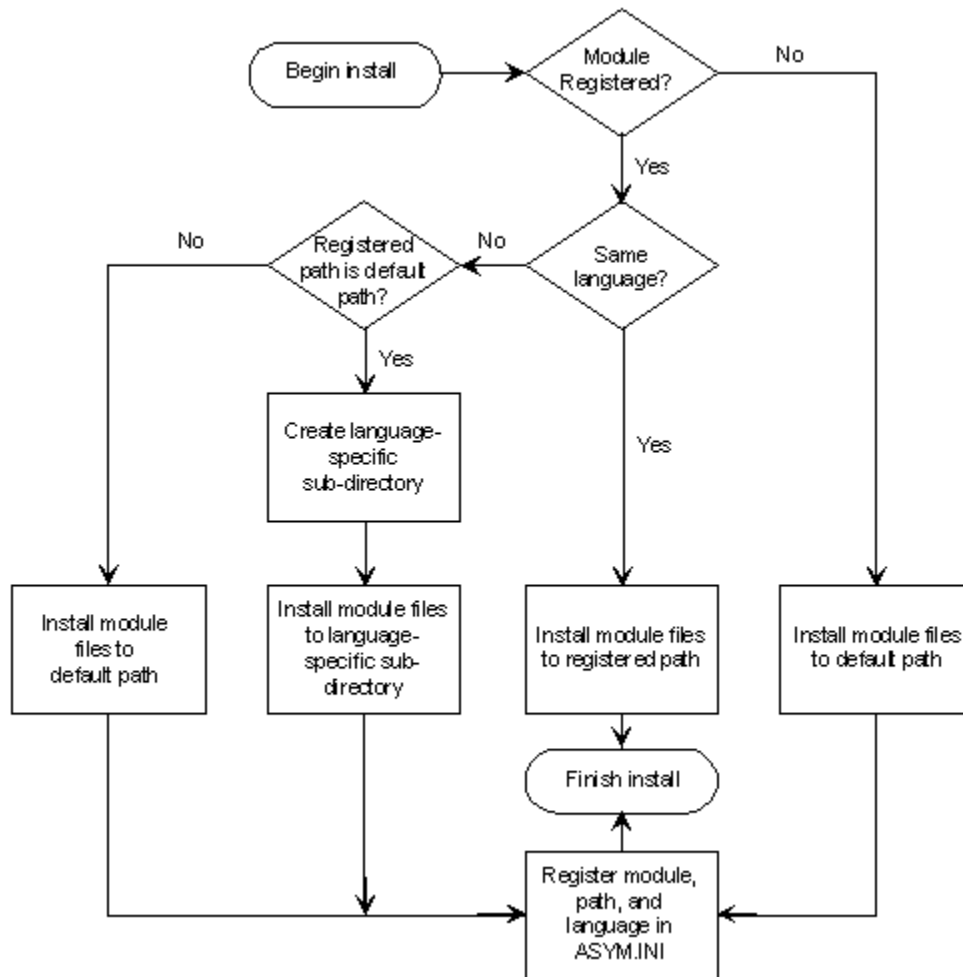 Begin install
Module
Registered?
No
Yes
No
Registered
path is default
path?
No
Same
language?
Yes
Create language-
specific
sub-directory
Yes
Install module
files to
default path
Install module files
to language-
specific sub-
directory
Install module files
to registered path
Install module files
to default path
Finish install
Register module,
path, and
language in
ASYM.INI